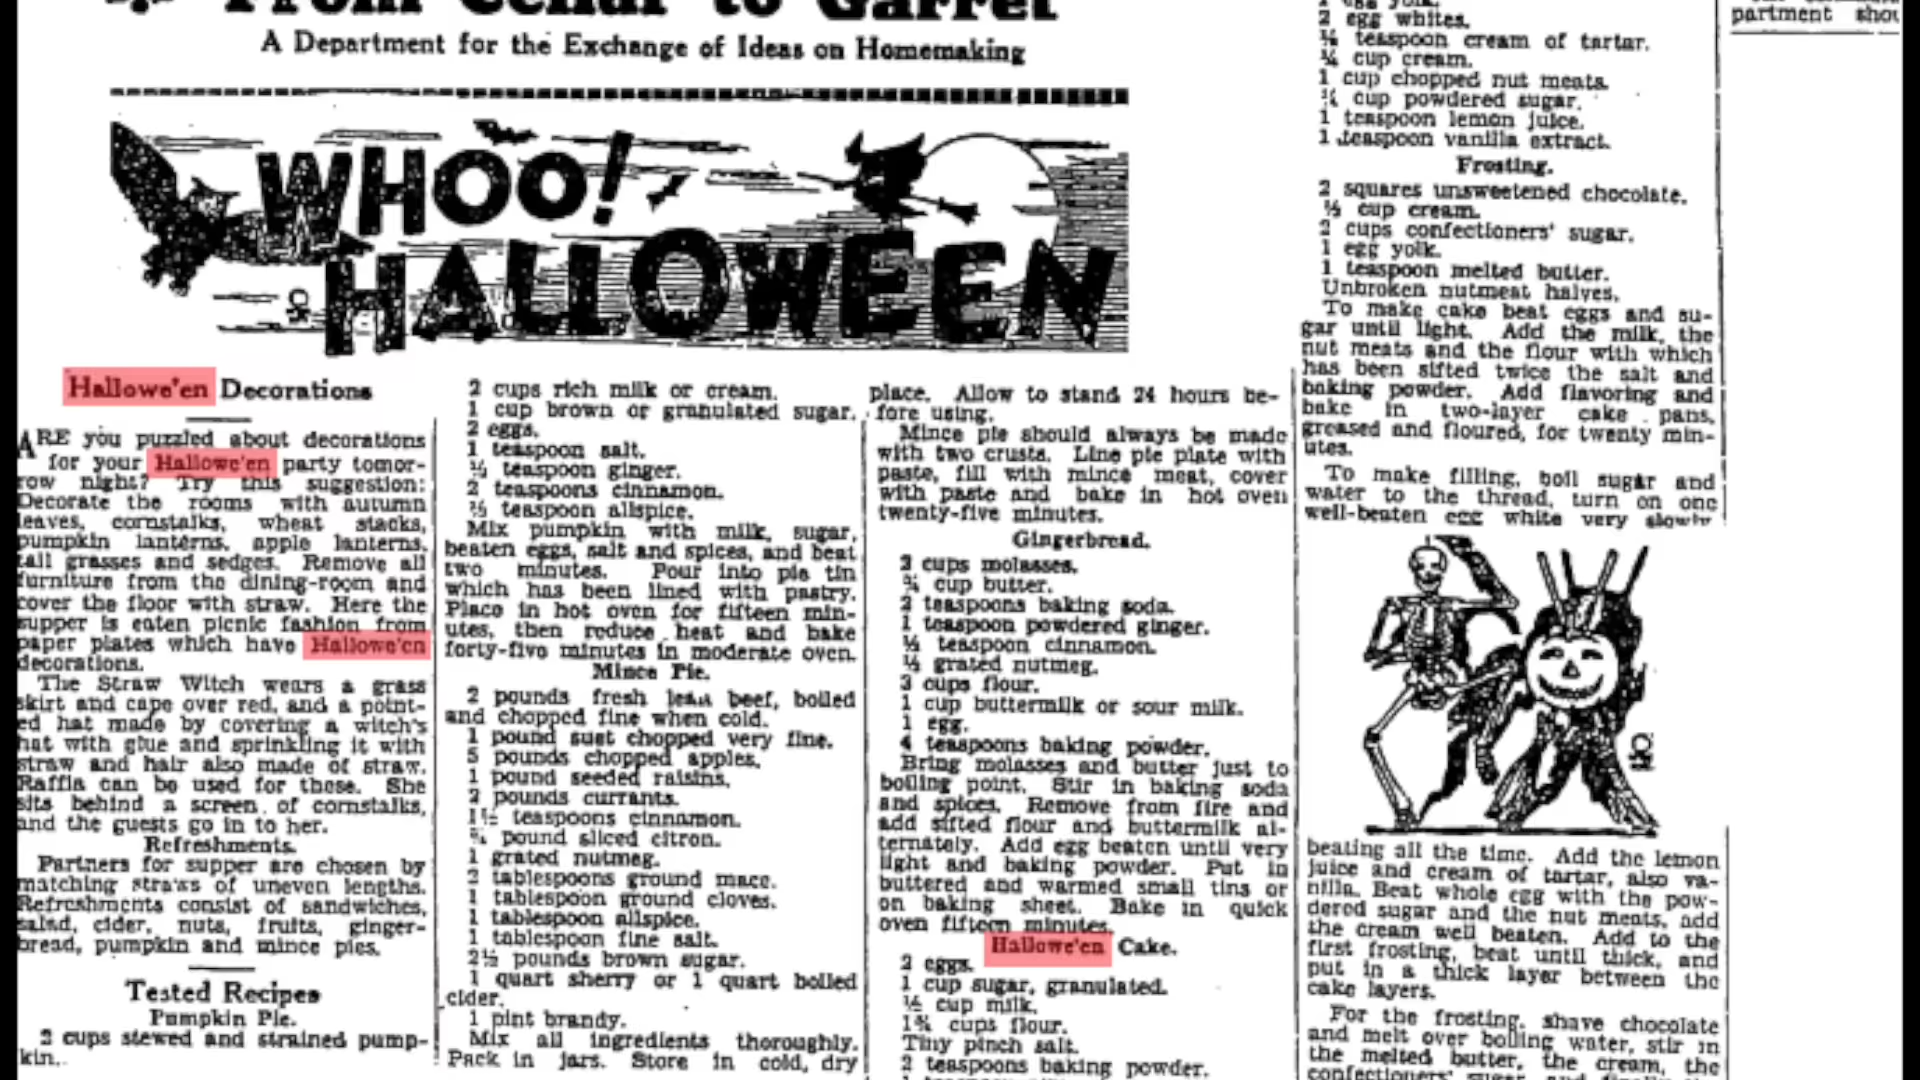 From Cellar to Garret
A Department for the Exchange of Ideas on Homemaking
WHOO!
HALLOWEEN
Hallowe'en Decorations
ARE you puzzled about decorations
for your Hallowe'en party tomor-
row night? Try this suggestion:
Decorate the rooms with autumn
leaves, cornstalks, wheat stacks,
pumpkin lanterns, apple lanterns,
tall grasses and sedges. Remove all
furniture from the dining-room and
cover the floor with straw. Here the
supper is eaten picnic fashion from
paper plates which have Hallowe'en
decorations.
The Straw Witch wears a grass
skirt and cape over red, and a point-
ed hat made by covering a witch's
hat with glue and sprinkling it with
straw and hair also made of straw.
Raffia can be used for these. She
sits behind a screen of cornstalks,
and the guests go in to her.
Refreshments.
Partners for supper are chosen by
matching straws of uneven lengths.
Refreshments consist of sandwiches,
salad, cider, nuts, fruits, ginger-
bread, pumpkin and mince pies.
Tested Recipes
Pumpkin Pie.
2 cups stewed and strained pump-
kin.
2 cups rich milk or cream.
1 cup brown or granulated sugar.
2 eggs.
1 teaspoon salt.
teaspoon ginger.
2 teaspoons cinnamon.
teaspoon allspice.
Mix pumpkin with milk, sugar,
beaten eggs, salt and spices, and beat
two minutes. Pour into pie tin
which has been lined with pastry.
Place in hot oven for fifteen min-
utes, then reduce heat and bake
forty-five minutes in moderate oven.
Mince Pie.
2 pounds fresh lean beef, boiled
and chopped fine when cold.
1 pound suet chopped very fine.
5 pounds chopped apples.
1 pound seeded raisins.
2 pounds currants.
1½ teaspoons cinnamon.
¾ pound sliced citron.
1 grated nutmeg.
2 tablespoons ground mace.
1 tablespoon ground cloves.
1 tablespoon allspice.
1 tablespoon fine salt.
2½ pounds brown sugar.
1 quart sherry or 1 quart boiled
cider.
1 pint brandy.
Mix all ingredients thoroughly.
Pack in jars. Store in cold, dry
place. Allow to stand 24 hours be-
fore using.
Mince pie should always be made
with two crusts. Line pie plate with
paste, fill with mince meat, cover
with paste and bake in hot oven
twenty-five minutes.
Gingerbread.
2 cups molasses.
¾ cup butter.
2 teaspoons baking soda.
1 teaspoon powdered ginger.
½ teaspoon cinnamon.
½ grated nutmeg.
3 cups flour.
1 cup buttermilk or sour milk.
1 egg.
4 teaspoons baking powder.
Bring molasses and butter just to
boiling point. Stir in baking soda
and spices. Remove from fire and
add sifted flour and buttermilk al-
ternately. Add egg beaten until very
light and baking powder. Put in
buttered and warmed small tins or
on baking sheet. Bake in quick
oven fifteen minutes.
Hallowe'en Cake.
2 eggs.
1 cup sugar, granulated.
½ cup milk.
1¾ cups flour.
Tiny pinch salt.
2 teaspoons baking powder.
1 egg yolk.
2 egg whites.
teaspoon cream of tartar.
cup cream.
1 cup chopped nut meats.
cup powdered sugar.
1 teaspoon lemon juice.
1 teaspoon vanilla extract.
Frosting.
2 squares unsweetened chocolate.
cup cream.
2 cups confectioners' sugar.
1 egg yolk.
1 teaspoon melted butter.
Unbroken nutmeat halves.
To make cake beat eggs and su-
gar until light. Add the milk, the
nut meats and the flour with which
has been sifted twice the salt and
baking powder. Add flavoring and
bake in two-layer cake pans,
greased and floured, for twenty min-
utes.
To make filling, boil sugar and
water to the thread, turn on one
well-beaten egg white very slowly
beating all the time. Add the lemon
juice and cream of tartar, also va-
nilla. Beat whole egg with the pow-
dered sugar and the nut meats, add
the cream well beaten. Add to the
first frosting, beat until thick, and
put in a thick layer between the
cake layers.
For the frosting, shave chocolate
and melt over boiling water, stir in
the melted butter, the cream, the
confectioners' sugar and finally the
partment shou